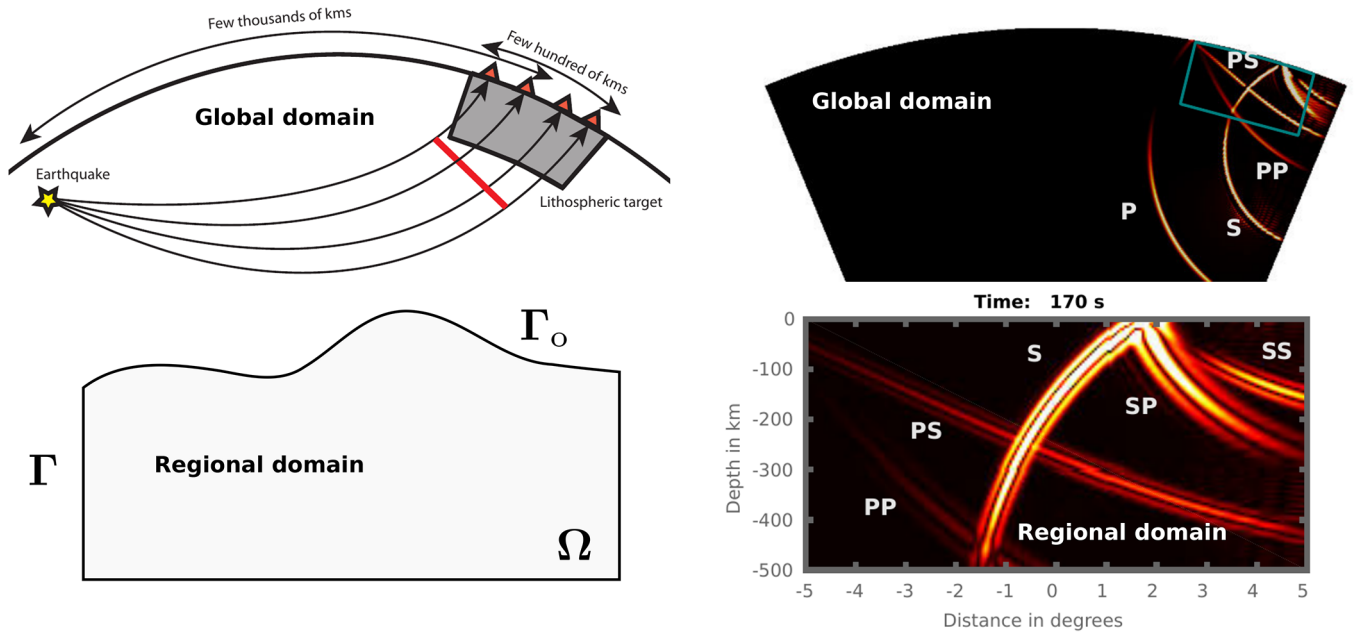 Few thousands of kms
Few hundred of kms
Global domain
Earthquake
Lithospheric target
Global domain
PS
PP
P
S
Γ
Γo
Regional domain
Ω
Time: 170 s
0
-100
-200
-300
-400
-500
Depth in km
S
SS
SP
PS
PP
Regional domain
-5 -4 -3 -2 -1 0 1 2 3 4 5
Distance in degrees